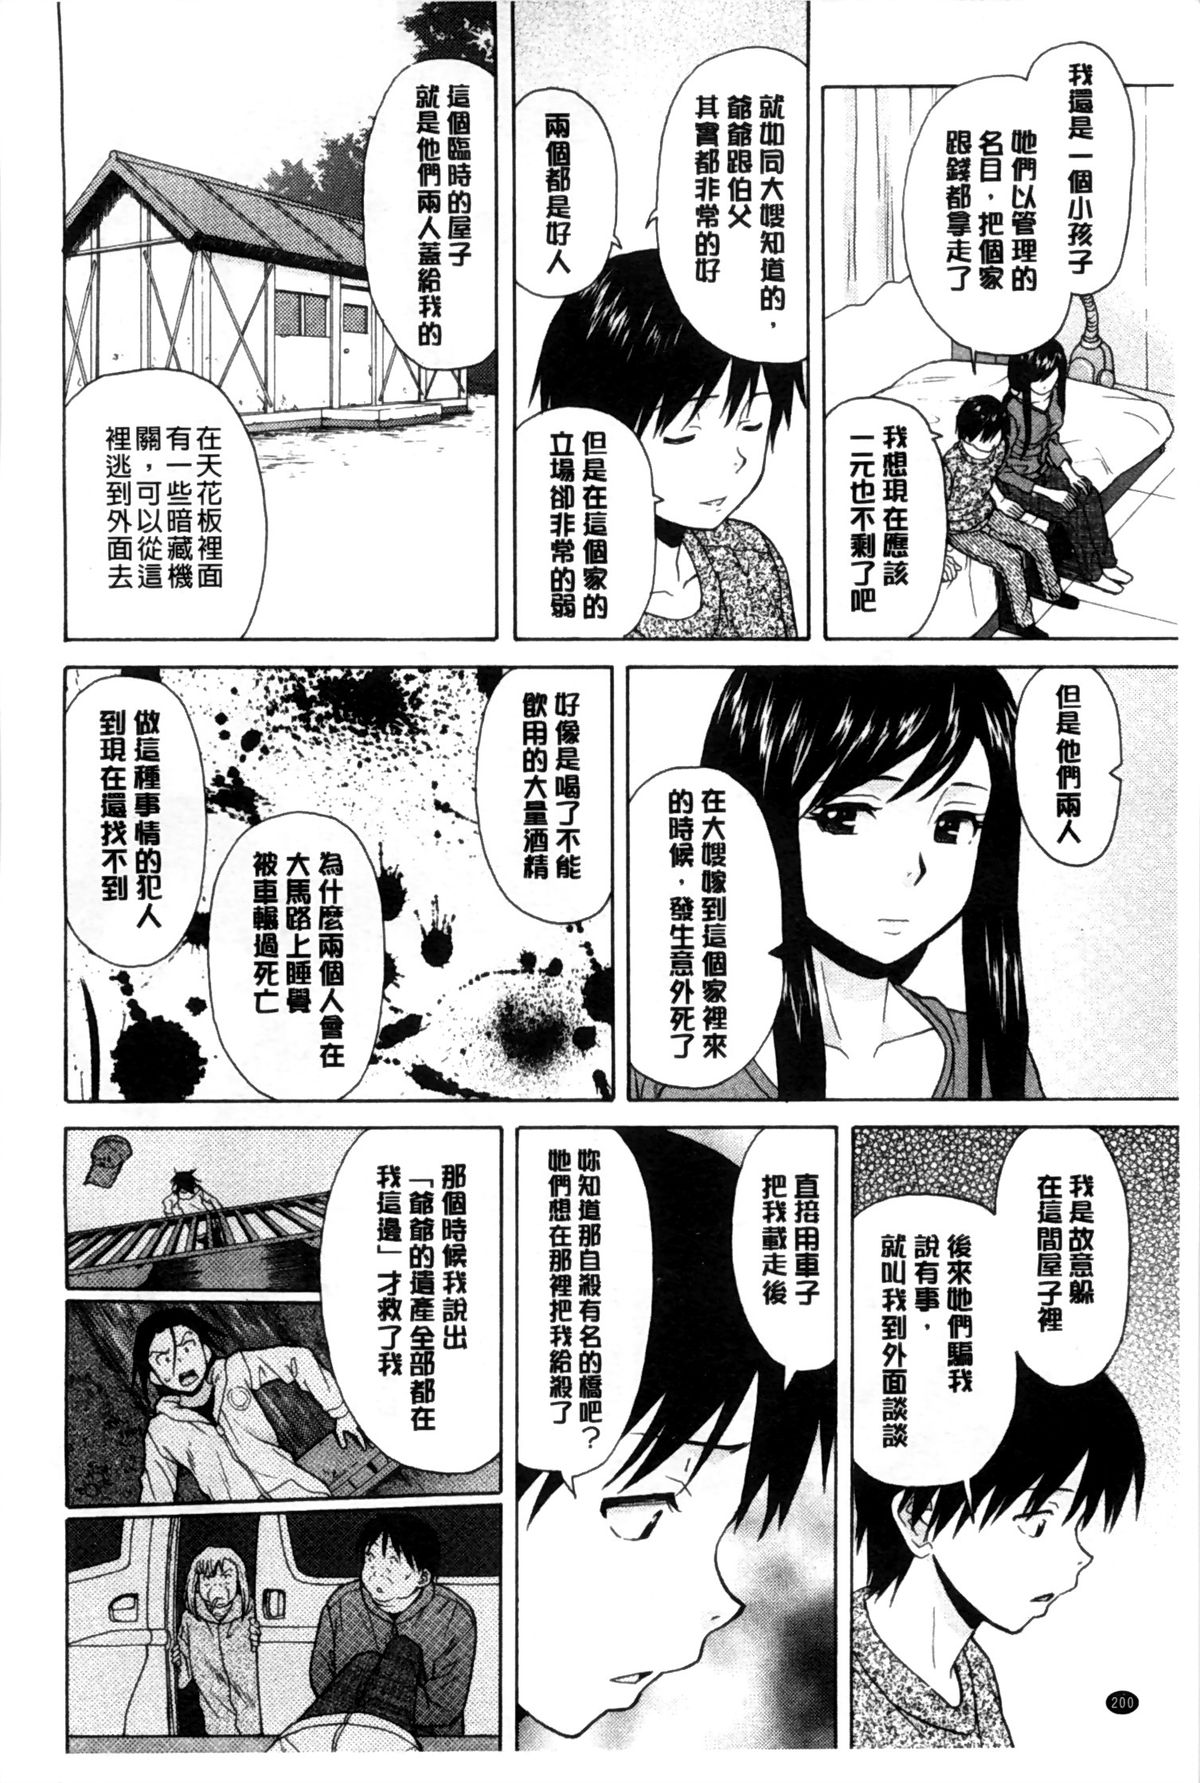 我還是一個小孩子
她們以管理的
名目，把個家
跟錢都拿走了
我想現在應該
一元也不剩了吧
就如同大嫂知道的，
爺爺跟伯父
其實都非常的好
兩個都是好人
但是在這個家的
立場卻非常的弱
這個臨時的屋子
就是他們兩人蓋給我的
在天花板裡面
有一些暗藏機
關，可以從這
裡逃到外面去
但是他們兩人
在大嫂嫁到這個家裡來
的時候，發生意外死了
好像是喝了不能
飲用的大量酒精
為什麼兩個人會在
大馬路上睡覺
被車輾過死亡
做這種事情的犯人
到現在還找不到
我是故意躲
在這間屋子裡
後來她們騙我
說有事，
就叫我到外面談談
直接用車子
把我載走後
妳知道那自殺有名的橋吧？
她們想在那裡把我給殺了
那個時候我說出
「爺爺的遺產全部都在
我這邊」才救了我
200